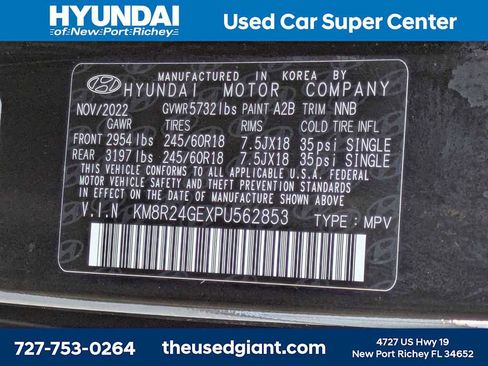 HYUNDAI
of New Port Richey
Used Car Super Center
MANUFACTURED IN KOREA BY
HYUNDAI MOTOR COMPANY
NOV/2022 GVWR 5732lbs PAINT A2B TRIM NNB
GAWR TIRES RIMS COLD TIRE INFL
FRONT 2954 lbs 245/60R18 7.5JX18 35psi SINGLE
REAR 3197 lbs 245/60R18 7.5JX18 35psi SINGLE
THIS VEHICLE CONFORMS TO ALL APPLICABLE U.S.A. FEDERAL
MOTOR VEHICLE SAFETY AND THEFT PREVENTION STANDARDS
IN EFFECT ON THE DATE OF MANUFACTURE SHOWN ABOVE.
V.I.N KM8R24GEXPU562853 TYPE : MPV
727-753-0264
theusedgiant.com
4727 US Hwy 19
New Port Richey FL 34652